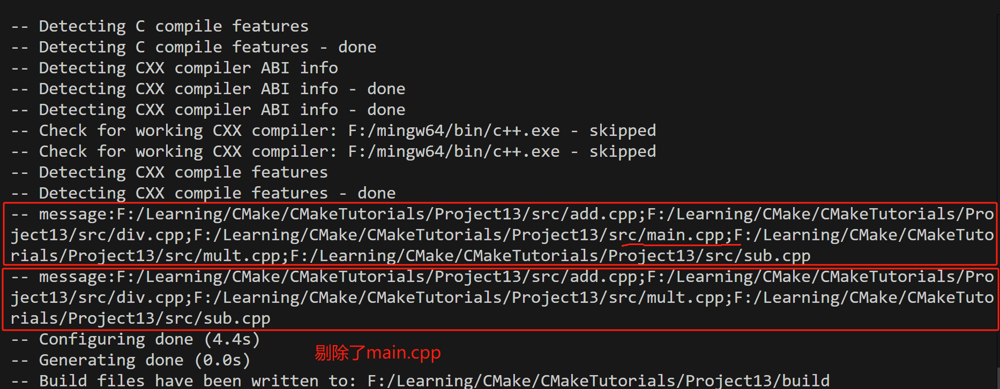 -- Detecting C compile features
-- Detecting C compile features - done
-- Detecting CXX compiler ABI info
-- Detecting CXX compiler ABI info - done
-- Detecting CXX compiler ABI info - done
-- Check for working CXX compiler: F:/mingw64/bin/c++.exe - skipped
-- Check for working CXX compiler: F:/mingw64/bin/c++.exe - skipped
-- Detecting CXX compile features
-- Detecting CXX compile features - done
-- message:F:/Learning/CMake/CMakeTutorials/Project13/src/add.cpp;F:/Learning/CMake/CMakeTutorials/Pro
ject13/src/div.cpp;F:/Learning/CMake/CMakeTutorials/Project13/src/main.cpp;F:/Learning/CMake/CMakeTuto
rials/Project13/src/mult.cpp;F:/Learning/CMake/CMakeTutorials/Project13/src/sub.cpp
-- message:F:/Learning/CMake/CMakeTutorials/Project13/src/add.cpp;F:/Learning/CMake/CMakeTutorials/Pro
ject13/src/div.cpp;F:/Learning/CMake/CMakeTutorials/Project13/src/mult.cpp;F:/Learning/CMake/CMakeTuto
rials/Project13/src/sub.cpp
-- Configuring done (4.4s)
剔除了main.cpp
-- Generating done (0.0s)
-- Build files have been written to: F:/Learning/CMake/CMakeTutorials/Project13/build